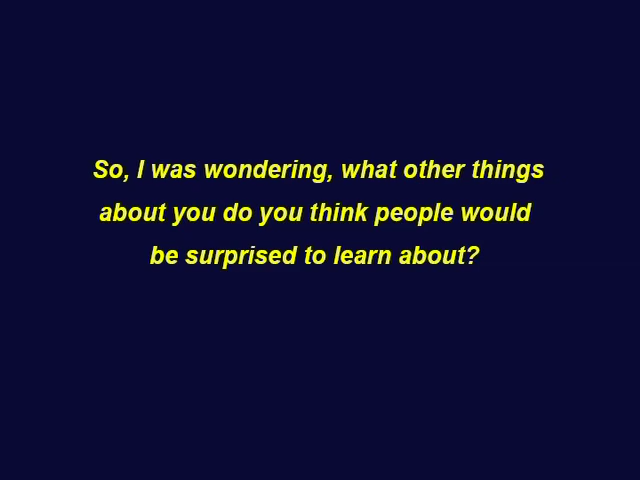 So, I was wondering, what other things
about you do you think people would
be surprised to learn about?